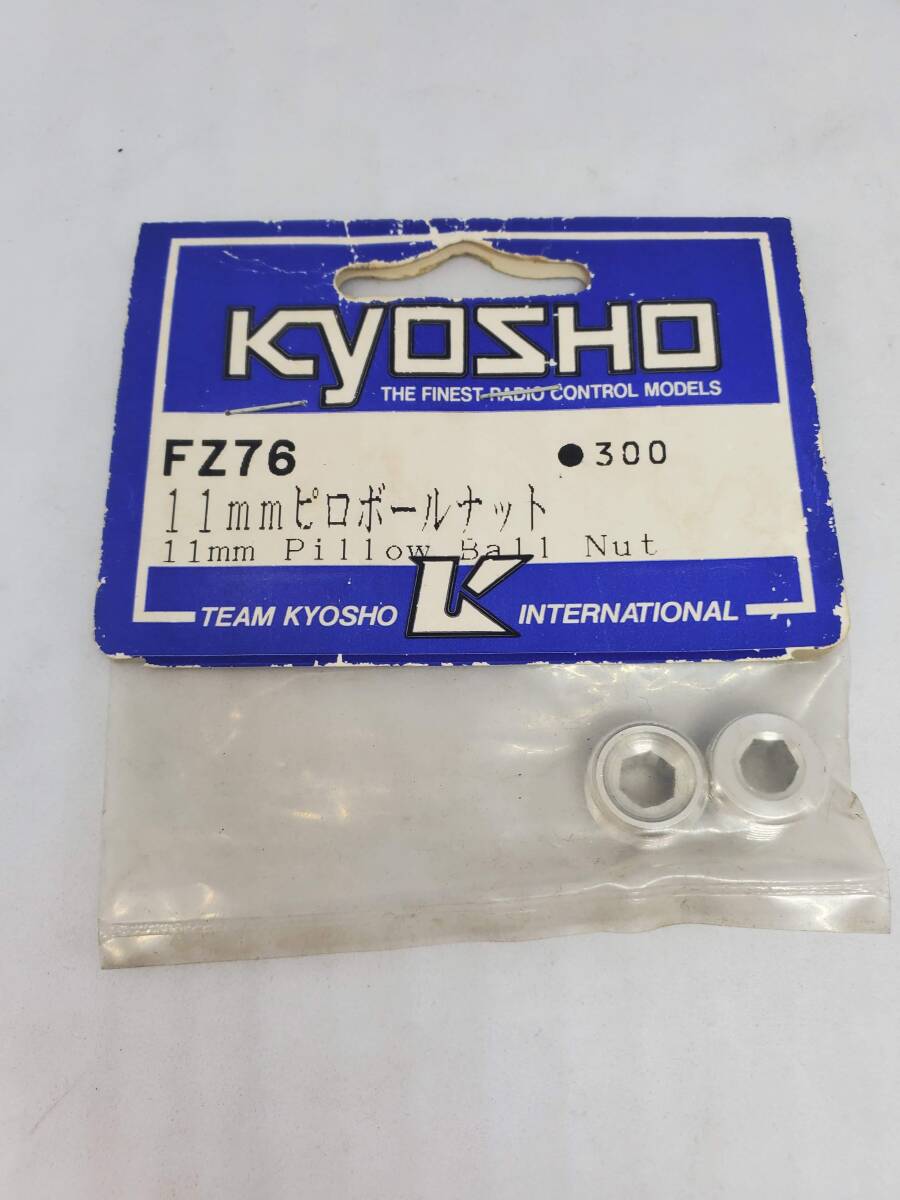 KYOSHO
THE FINEST RADIO CONTROL MODELS
FZ76 ●300
11mmピロボールナット
11mm Pillow Ball Nut
TEAM KYOSHO K INTERNATIONAL